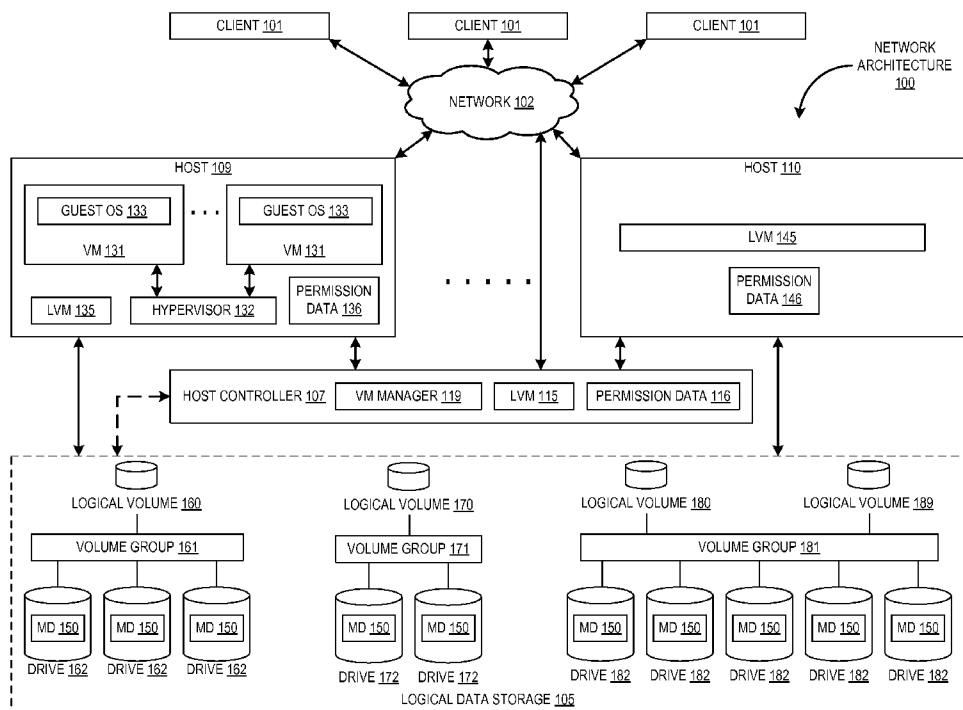 CLIENT 101
CLIENT 101
CLIENT 101
NETWORK
ARCHITECTURE
100
NETWORK 102
HOST 109
GUEST OS 133
VM 131
. . .
GUEST OS 133
VM 131
LVM 135
HYPERVISOR 132
PERMISSION
DATA 136
. . . . .
HOST 110
LVM 145
PERMISSION
DATA 146
HOST CONTROLLER 107
VM MANAGER 119
LVM 115
PERMISSION DATA 116
LOGICAL VOLUME 160
LOGICAL VOLUME 170
LOGICAL VOLUME 180
LOGICAL VOLUME 189
VOLUME GROUP 161
VOLUME GROUP 171
VOLUME GROUP 181
MD 150
MD 150
MD 150
MD 150
MD 150
MD 150
MD 150
MD 150
MD 150
MD 150
DRIVE 162
DRIVE 162
DRIVE 162
DRIVE 172
DRIVE 172
DRIVE 182
DRIVE 182
DRIVE 182
DRIVE 182
DRIVE 182
LOGICAL DATA STORAGE 105